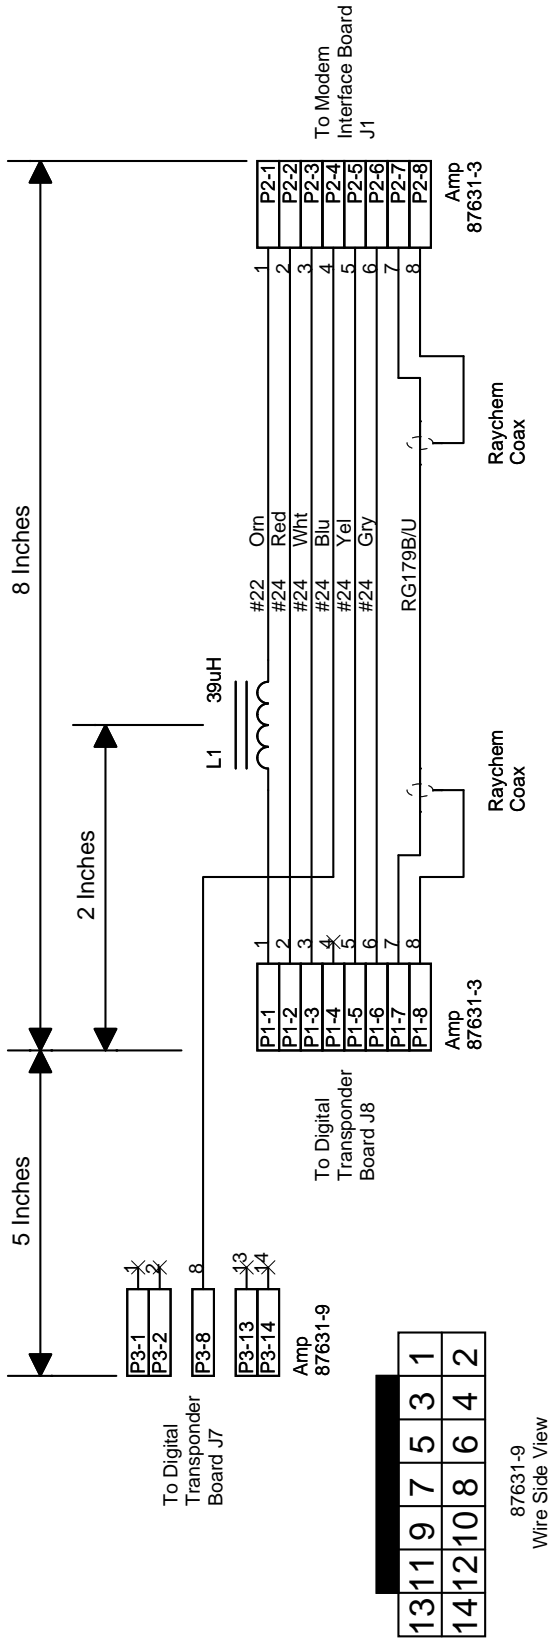 8 Inches
5 Inches
2 Inches
L1
39uH
#22
Orn
#24
Red
#24
Wht
#24
Blu
#24
Yel
#24
Gry
RG179B/U
Raychem
Coax
Raychem
Coax
To Modem
Interface Board
J1
P2-1
P2-2
P2-3
P2-4
P2-5
P2-6
P2-7
P2-8
1
2
3
4
5
6
7
8
Amp
87631-3
P1-1
P1-2
P1-3
P1-4
P1-5
P1-6
P1-7
P1-8
1
2
3
4
5
6
7
8
Amp
87631-3
To Digital
Transponder
Board J8
P3-1
P3-2
P3-8
P3-13
P3-14
1
2
8
13
14
Amp
87631-9
To Digital
Transponder
Board J7
13 11 9 7 5 3 1
14 12 10 8 6 4 2
87631-9
Wire Side View